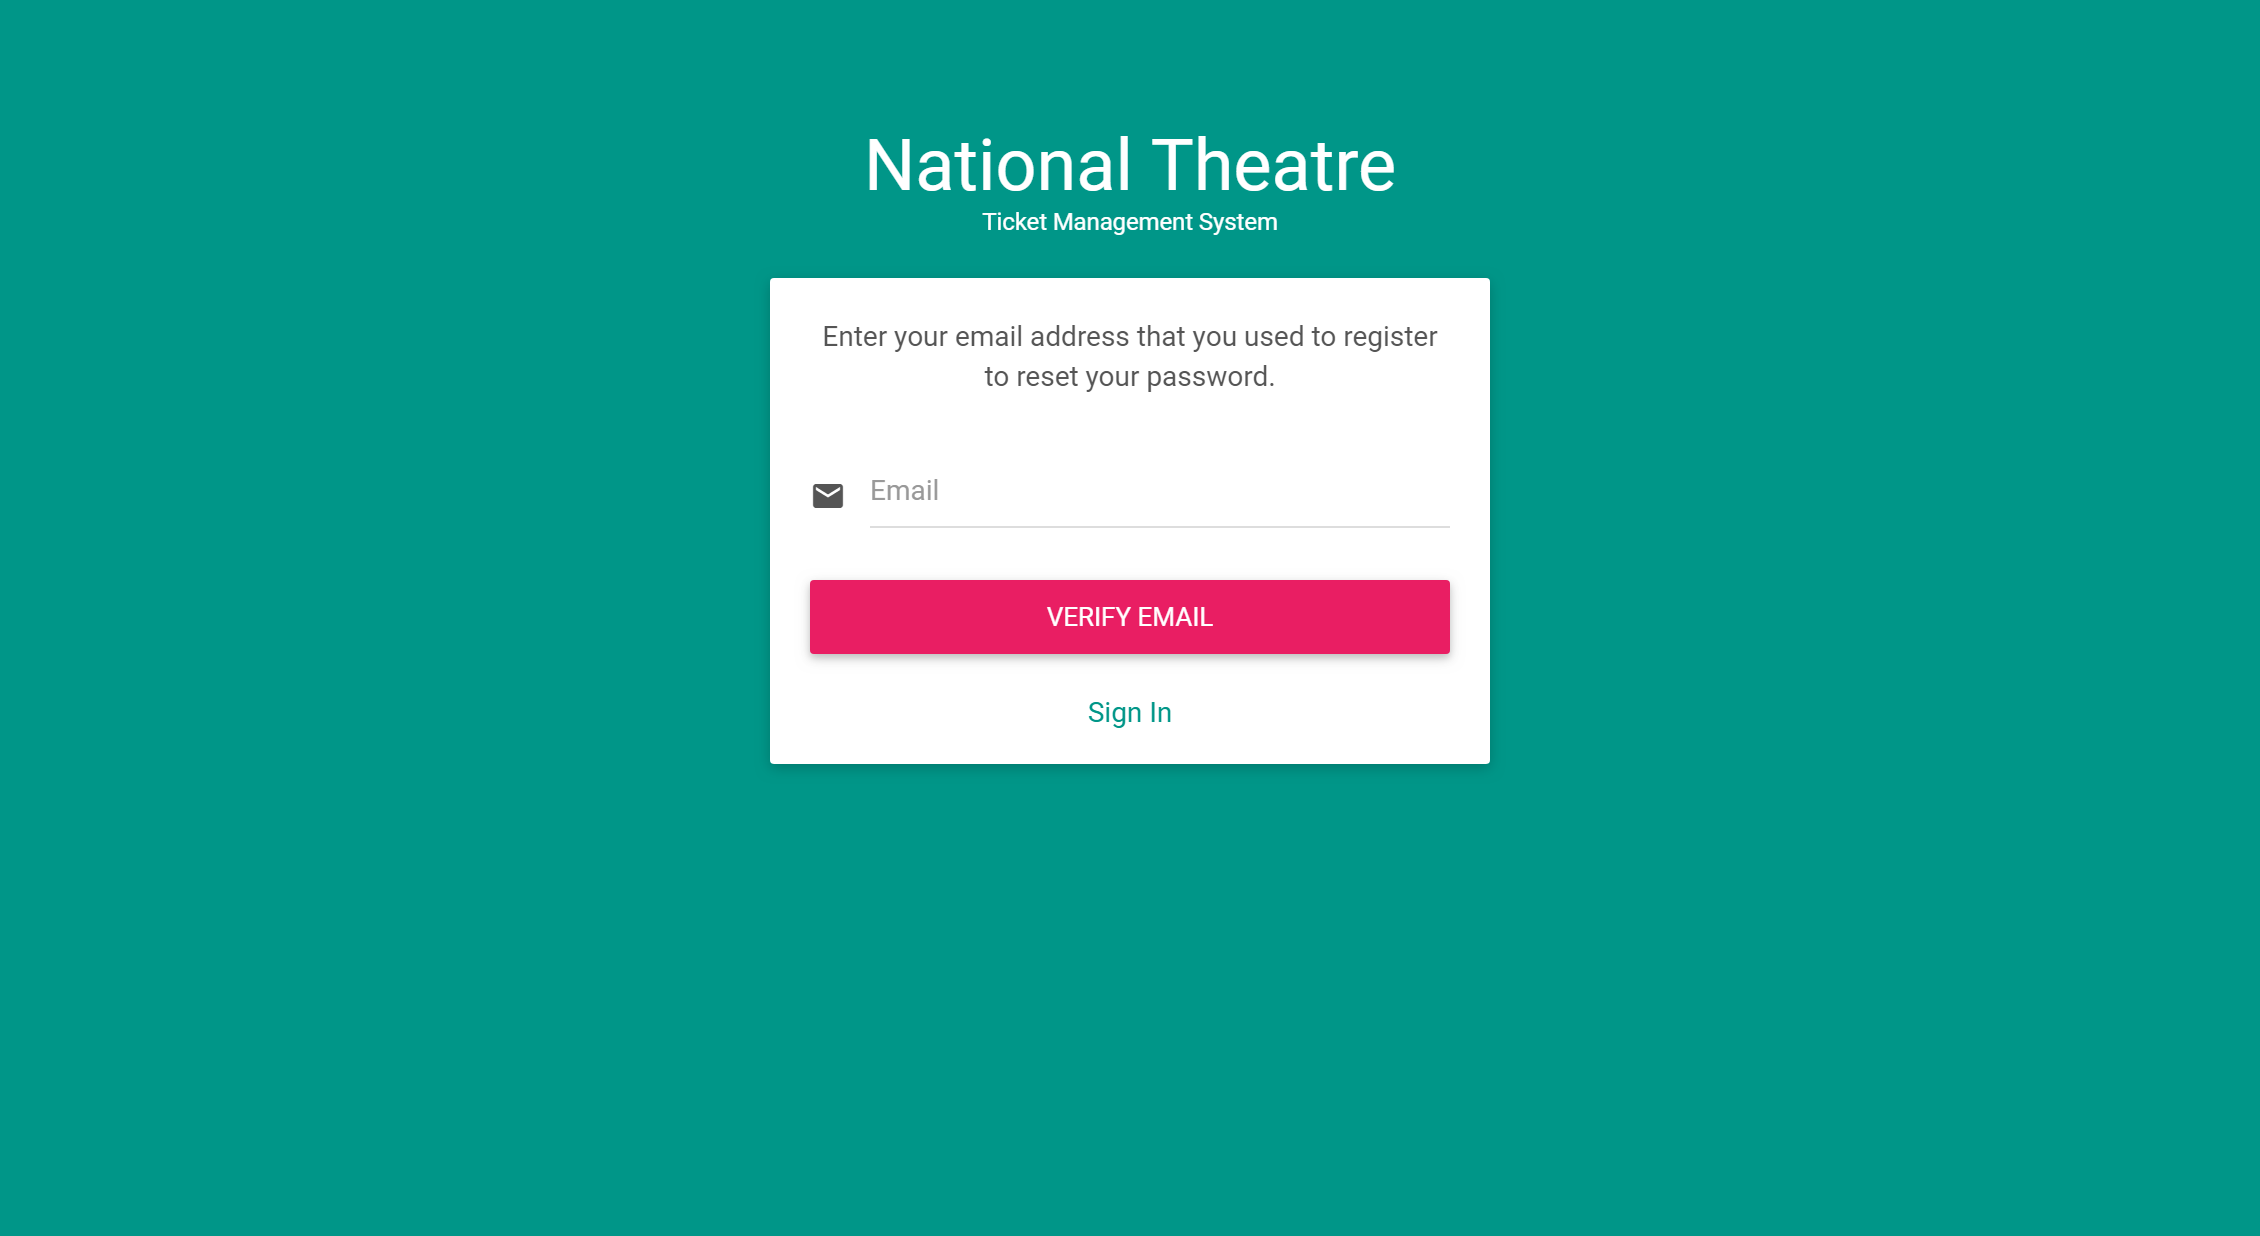 National Theatre
Ticket Management System
Enter your email address that you used to register
to reset your password.
Email
VERIFY EMAIL
Sign In